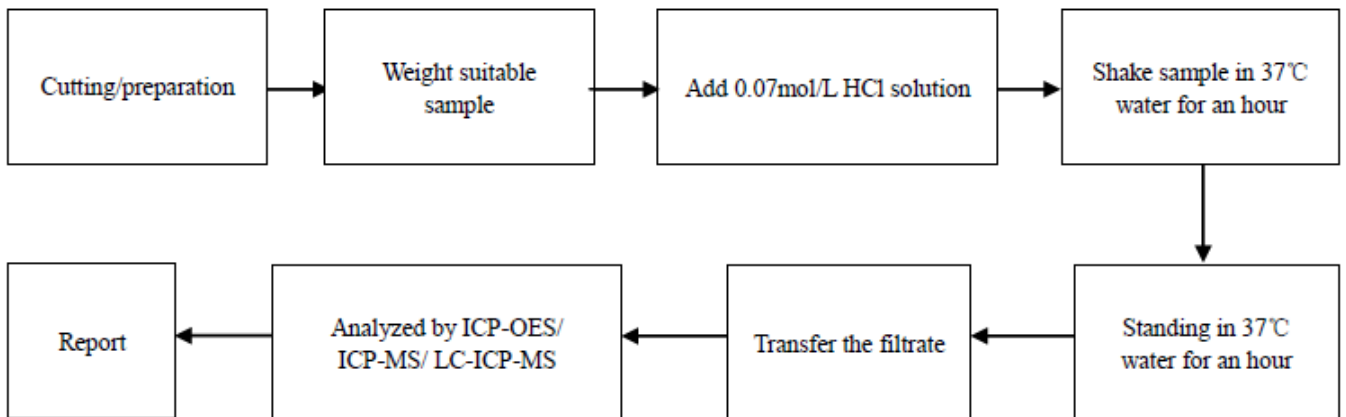 Cutting/preparation
Weight suitable
sample
Add 0.07mol/L HCl solution
Shake sample in 37℃
water for an hour
Standing in 37℃
water for an hour
Transfer the filtrate
Analyzed by ICP-OES/
ICP-MS/ LC-ICP-MS
Report